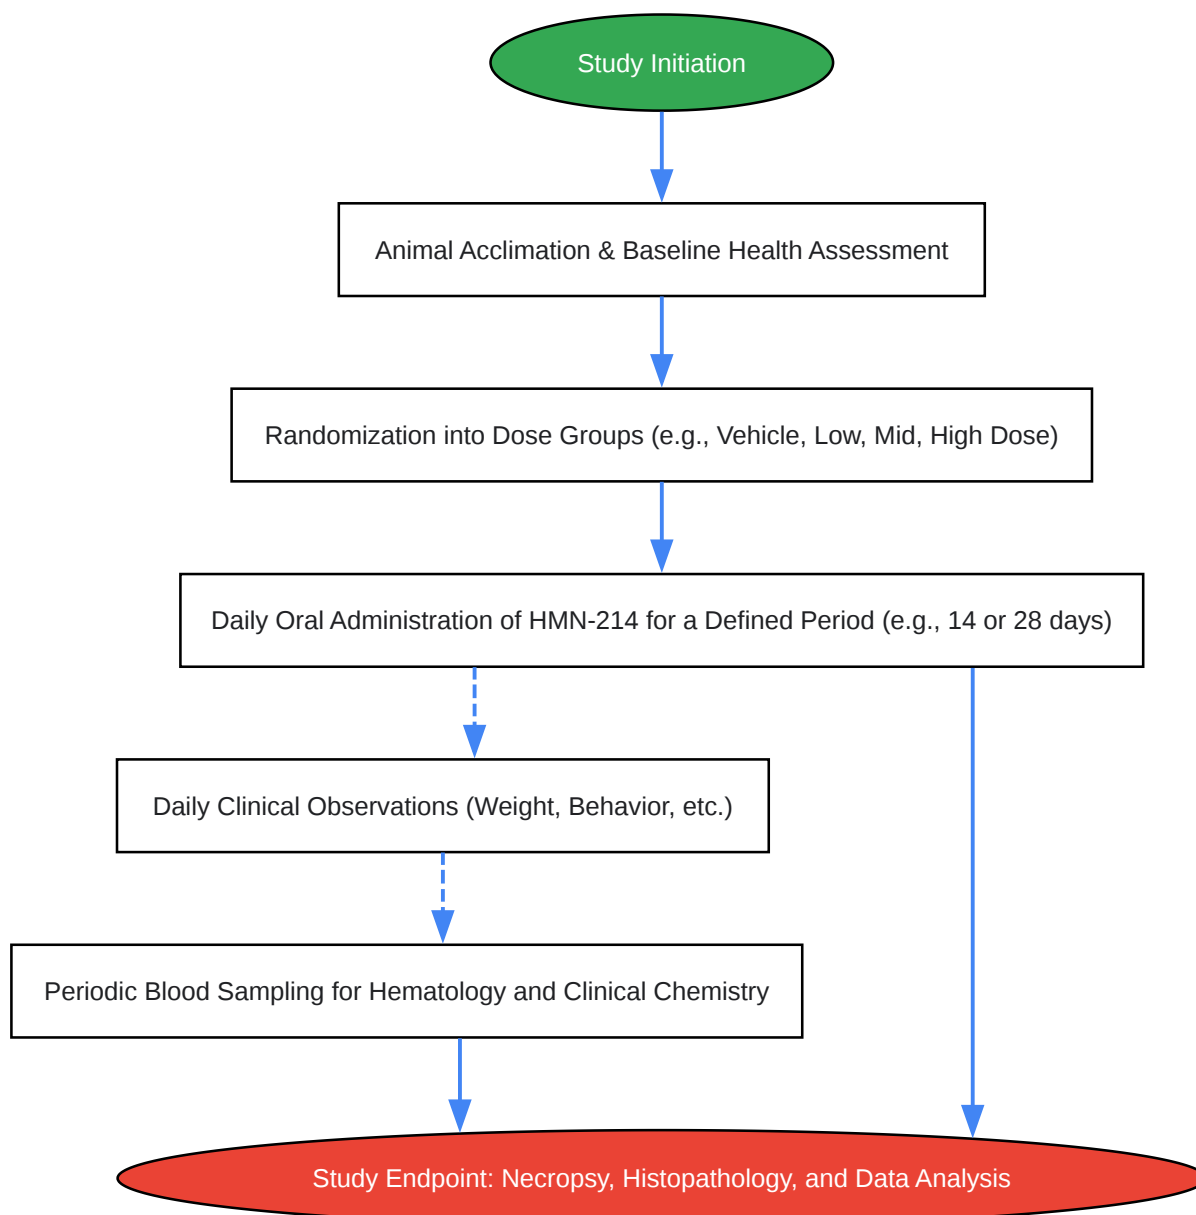 Study Initiation
Animal Acclimation & Baseline Health Assessment
Randomization into Dose Groups (e.g., Vehicle, Low, Mid, High Dose)
Daily Oral Administration of HMN-214 for a Defined Period (e.g., 14 or 28 days)
Daily Clinical Observations (Weight, Behavior, etc.)
Periodic Blood Sampling for Hematology and Clinical Chemistry
Study Endpoint: Necropsy, Histopathology, and Data Analysis